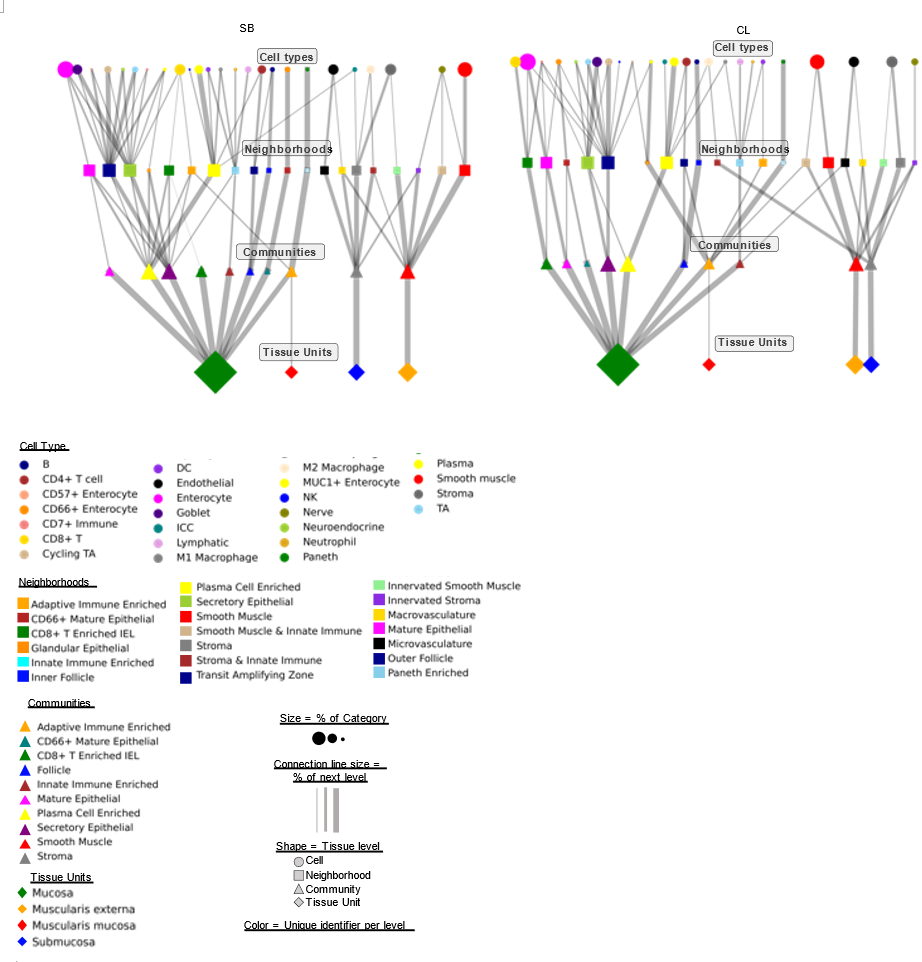 SB
CL
Cell types
Cell types
Neighborhoods
Neighborhoods
Communities
Communities
Tissue Units
Tissue Units
Cell Type
B
CD4+ T cell
CD57+ Enterocyte
CD66+ Enterocyte
CD7+ Immune
CD8+ T
Cycling TA
DC
Endothelial
Enterocyte
Goblet
ICC
Lymphatic
M1 Macrophage
M2 Macrophage
MUC1+ Enterocyte
NK
Nerve
Neuroendocrine
Neutrophil
Paneth
Plasma
Smooth muscle
Stroma
TA
Neighborhoods
Adaptive Immune Enriched
CD66+ Mature Epithelial
CD8+ T Enriched IEL
Glandular Epithelial
Innate Immune Enriched
Inner Follicle
Plasma Cell Enriched
Secretory Epithelial
Smooth Muscle
Smooth Muscle & Innate Immune
Stroma
Stroma & Innate Immune
Transit Amplifying Zone
Innervated Smooth Muscle
Innervated Stroma
Macrovasculature
Mature Epithelial
Microvasculature
Outer Follicle
Paneth Enriched
Communities
Adaptive Immune Enriched
CD66+ Mature Epithelial
CD8+ T Enriched IEL
Follicle
Innate Immune Enriched
Mature Epithelial
Plasma Cell Enriched
Secretory Epithelial
Smooth Muscle
Stroma
Tissue Units
Mucosa
Muscularis externa
Muscularis mucosa
Submucosa
Size = % of Category
Connection line size =
% of next level
Shape = Tissue level
Cell
Neighborhood
Community
Tissue Unit
Color = Unique identifier per level